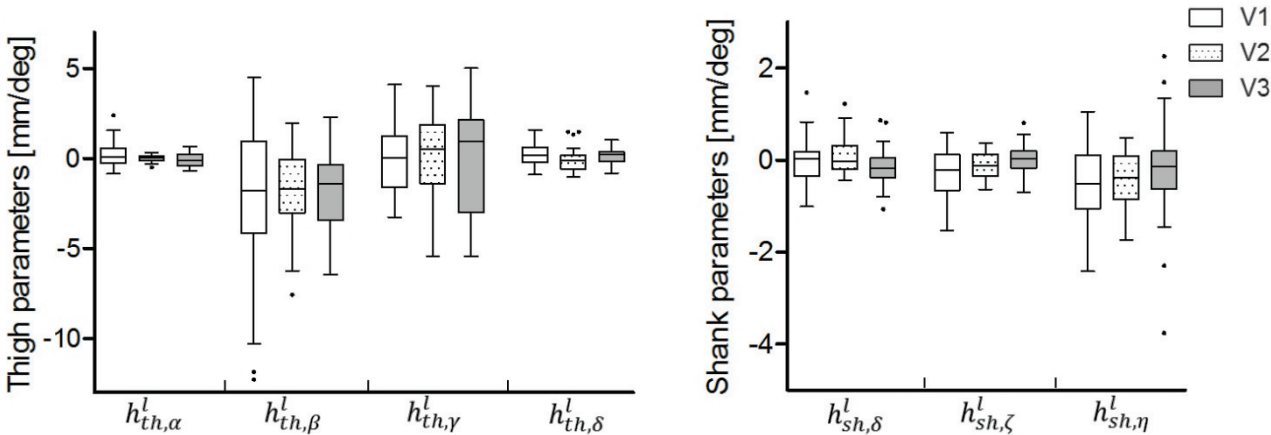 Thigh parameters [mm/deg]
5
0
-5
-10
h^l_{th,α} h^l_{th,β} h^l_{th,γ} h^l_{th,δ}
Shank parameters [mm/deg]
2
0
-2
-4
h^l_{sh,δ} h^l_{sh,ζ} h^l_{sh,η}
V1
V2
V3